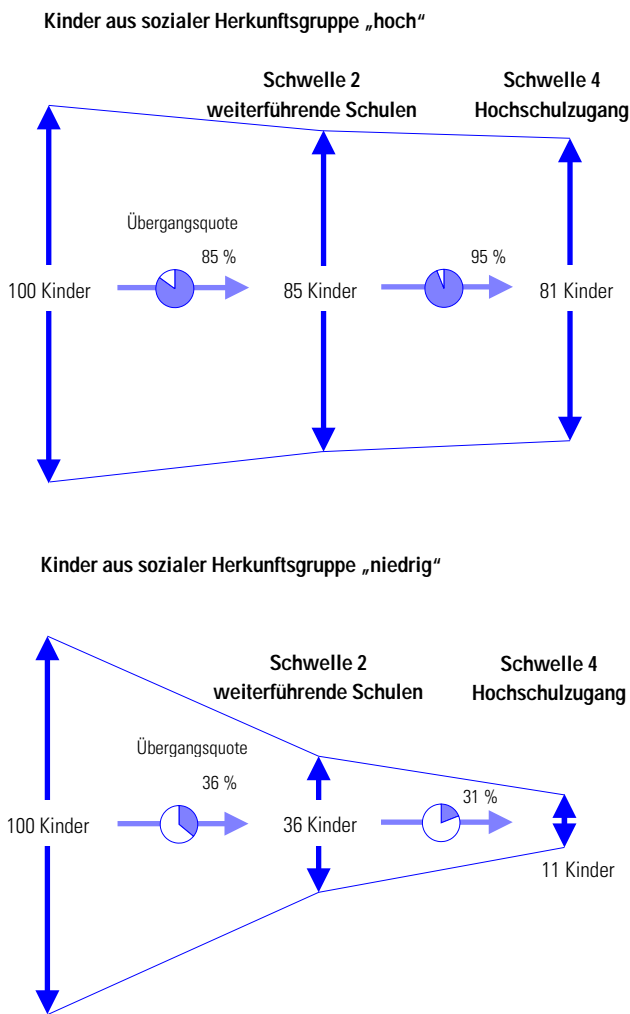 Kinder aus sozialer Herkunftsgruppe „hoch“
Schwelle 2
weiterführende Schulen
Schwelle 4
Hochschulzugang
Übergangsquote
85 %
95 %
100 Kinder
85 Kinder
81 Kinder
Kinder aus sozialer Herkunftsgruppe „niedrig“
Schwelle 2
weiterführende Schulen
Schwelle 4
Hochschulzugang
Übergangsquote
36 %
31 %
100 Kinder
36 Kinder
11 Kinder